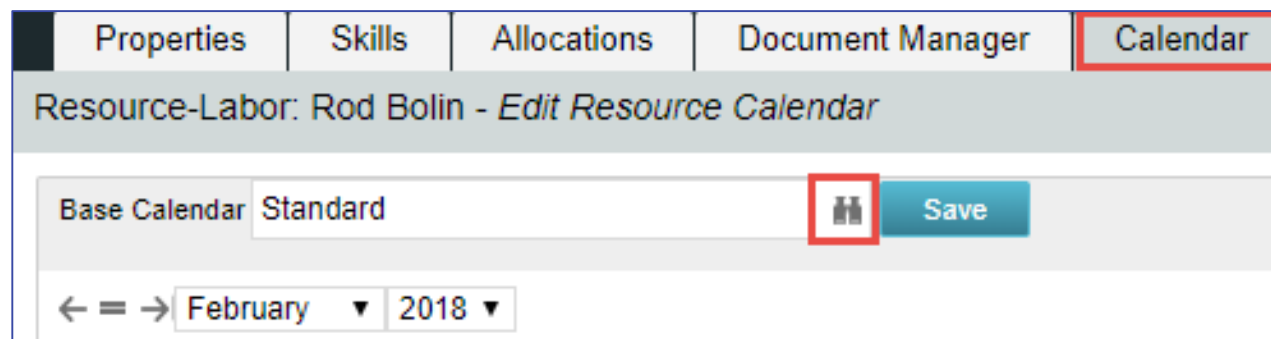 Properties Skills Allocations Document Manager Calendar
Resource-Labor: Rod Bolin - Edit Resource Calendar
Base Calendar Standard Save
February 2018